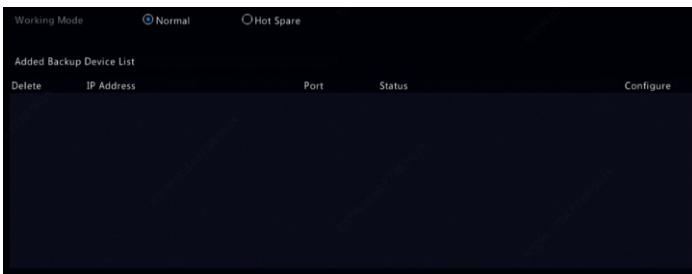 Working Mode Normal Hot Spare
Added Backup Device List
Delete IP Address Port Status Configure